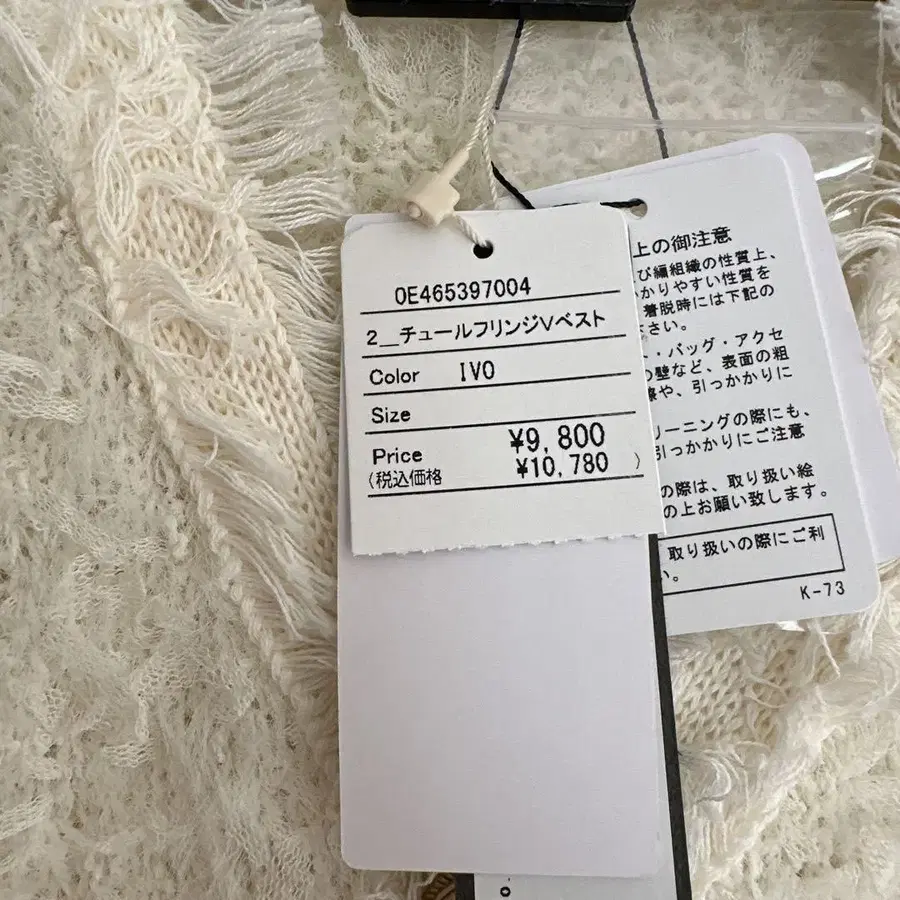 OE465397004
2__チュールフリンジVベスト
Color IVO
Size
Price ¥9,800
(税込価格 ¥10,780 )
上の御注意
び編組織の性質上、
かりやすい性質を
着脱時には下記の
さい。
・バッグ・アクセ
の壁など、表面の粗
や、引っかかりに
リーニングの際にも、
引っかかりにご注意
の際は、取り扱い絵
の上お願い致します。
取り扱いの際にご利
い。
K-73